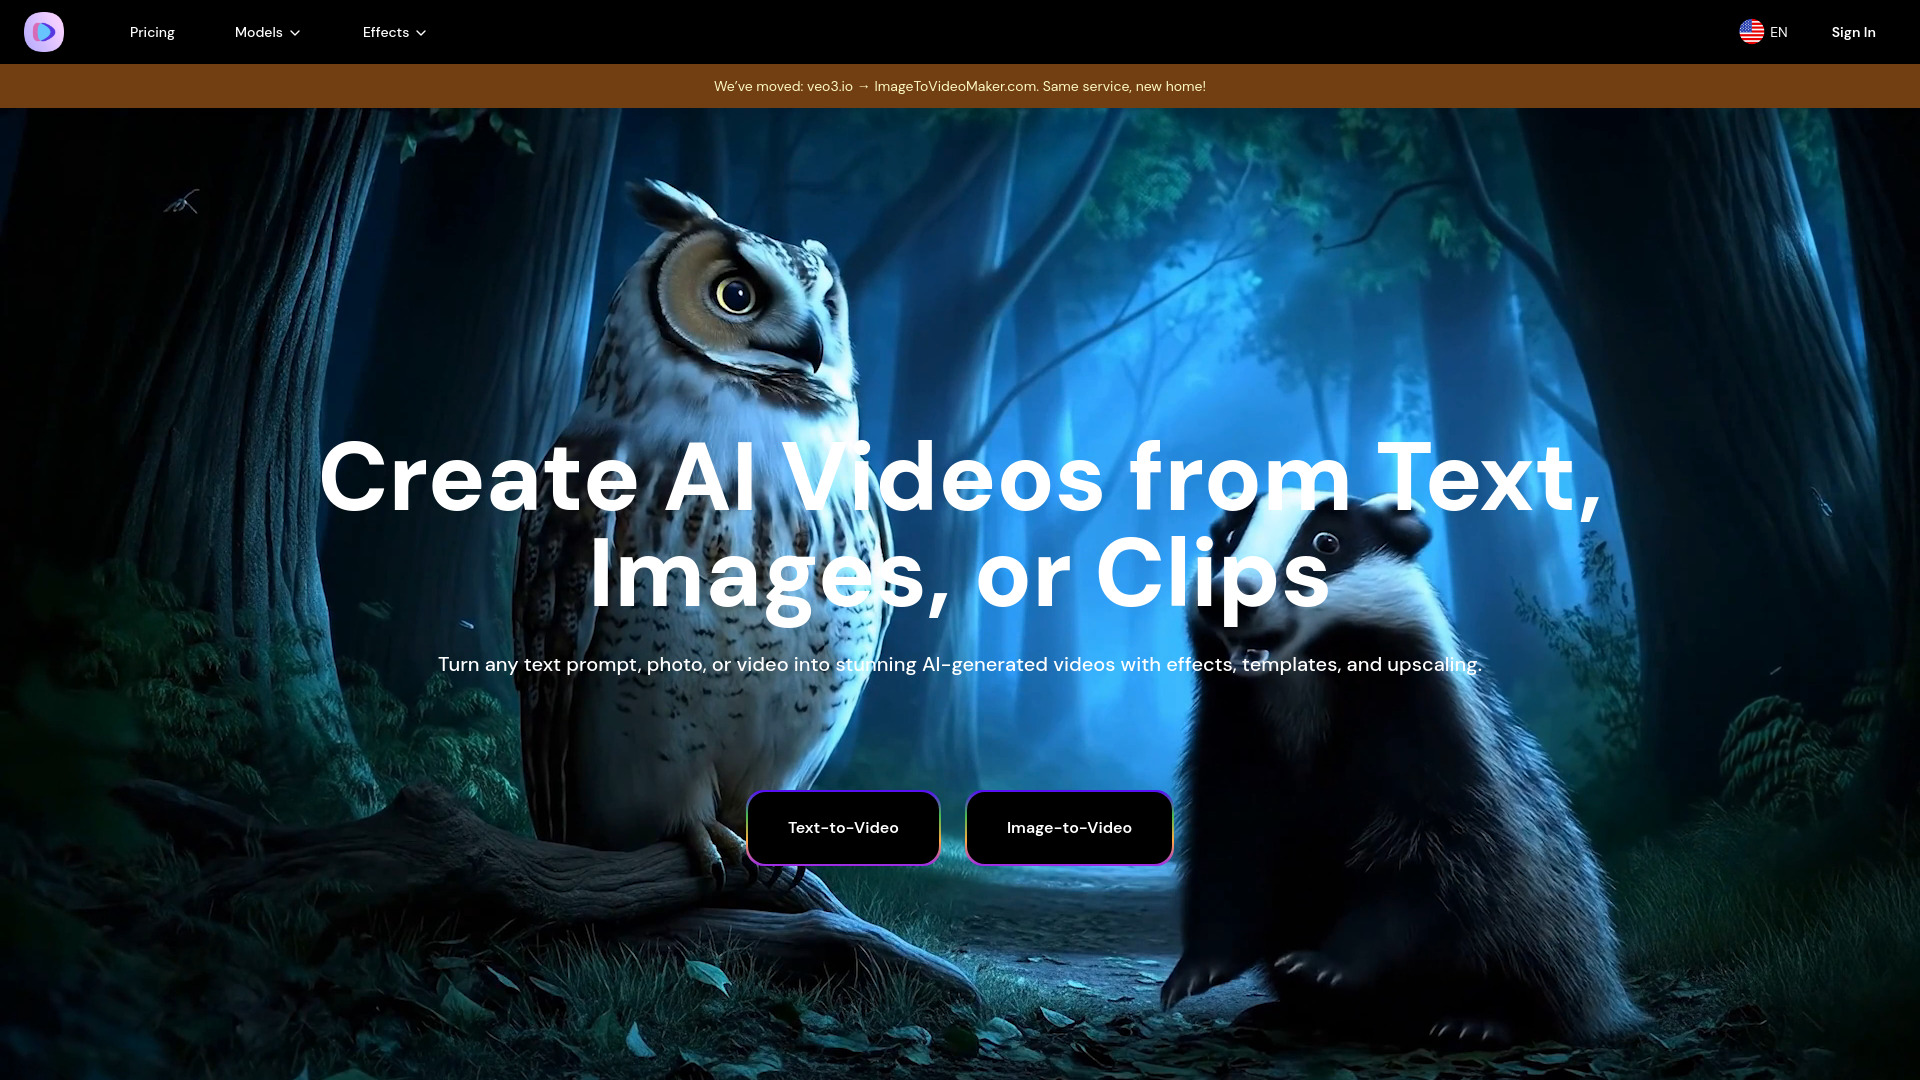 Pricing
Models
Effects
EN
Sign In
We’ve moved: veo3.io → ImageToVideoMaker.com. Same service, new home!
Create AI Videos from Text,
Images, or Clips
Turn any text prompt, photo, or video into stunning AI-generated videos with effects, templates, and upscaling.
Text-to-Video
Image-to-Video